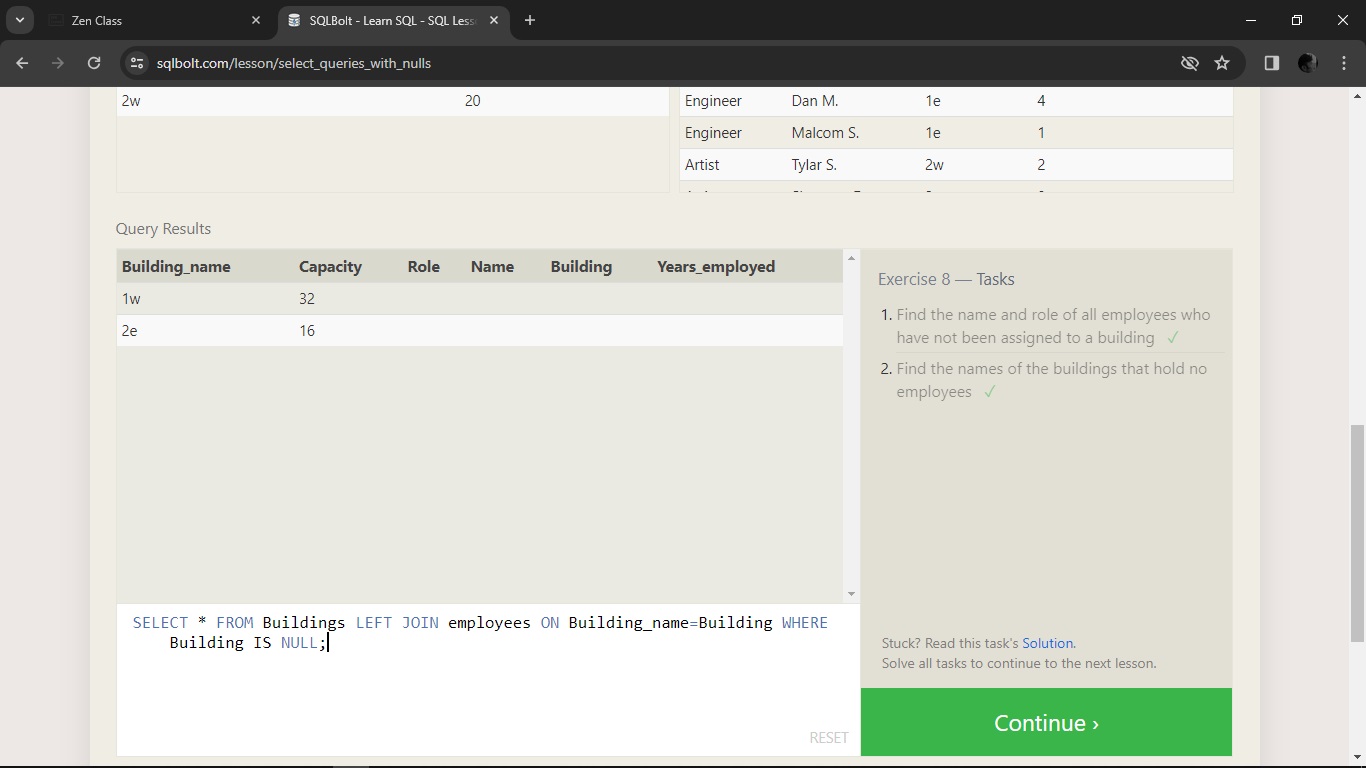 Zen Class
SQLBolt - Learn SQL - SQL Less
sqlbolt.com/lesson/select_queries_with_nulls
2w 20
Engineer Dan M. 1e 4
Engineer Malcom S. 1e 1
Artist Tylar S. 2w 2
Query Results
Building_name Capacity Role Name Building Years_employed
1w 32
2e 16
Exercise 8 — Tasks
1. Find the name and role of all employees who
have not been assigned to a building ✓
2. Find the names of the buildings that hold no
employees ✓
SELECT * FROM Buildings LEFT JOIN employees ON Building_name=Building WHERE
Building IS NULL;
RESET
Stuck? Read this task's Solution.
Solve all tasks to continue to the next lesson.
Continue ›